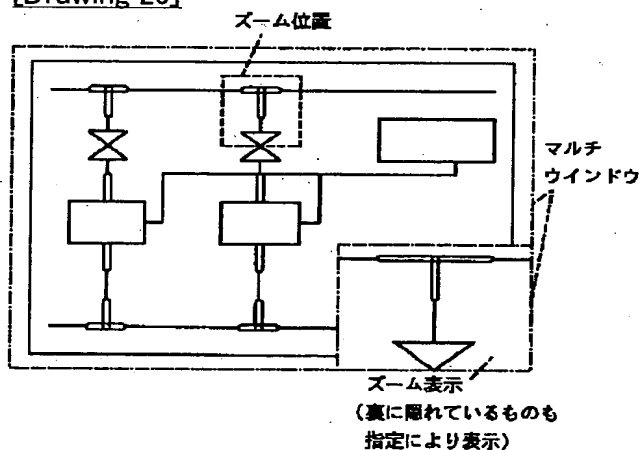 [Drawing 26]
ズーム位置
マルチ
ウインドウ
ズーム表示
(裏に隠れているものも
指定により表示)